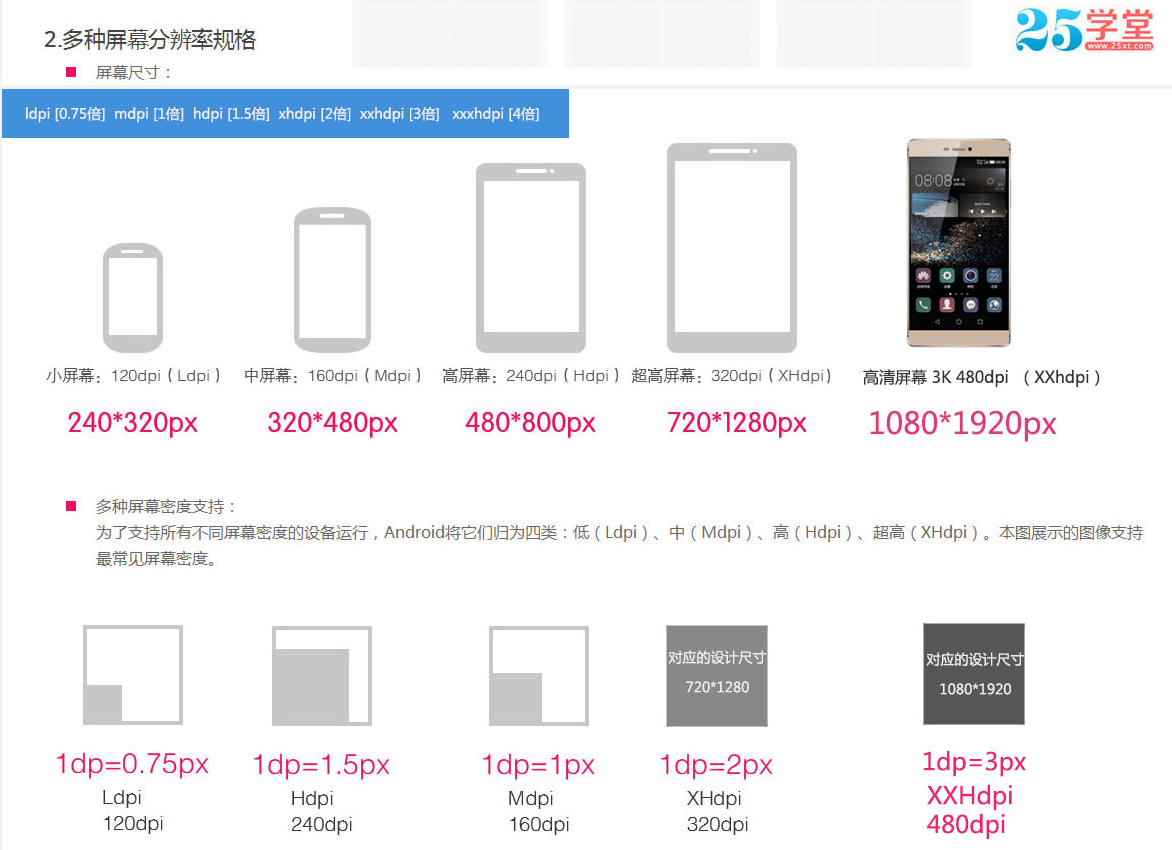 25学堂
www.25xt.com
2.多种屏幕分辨率规格
屏幕尺寸：
ldpi [0.75倍] mdpi [1倍] hdpi [1.5倍] xhdpi [2倍] xxhdpi [3倍] xxxhdpi [4倍]
08:08
小屏幕：120dpi（Ldpi） 中屏幕：160dpi（Mdpi） 高屏幕：240dpi（Hdpi） 超高屏幕：320dpi（XHdpi） 高清屏幕 3K 480dpi （XXhdpi）
240*320px 320*480px 480*800px 720*1280px 1080*1920px
多种屏幕密度支持：
为了支持所有不同屏幕密度的设备运行，Android将它们归为四类：低（Ldpi）、中（Mdpi）、高（Hdpi）、超高（XHdpi）。本图展示的图像支持
最常见屏幕密度。
对应的设计尺寸 对应的设计尺寸
720*1280 1080*1920
1dp=0.75px 1dp=1.5px 1dp=1px 1dp=2px 1dp=3px
Ldpi Hdpi Mdpi XHdpi XXHdpi
120dpi 240dpi 160dpi 320dpi 480dpi